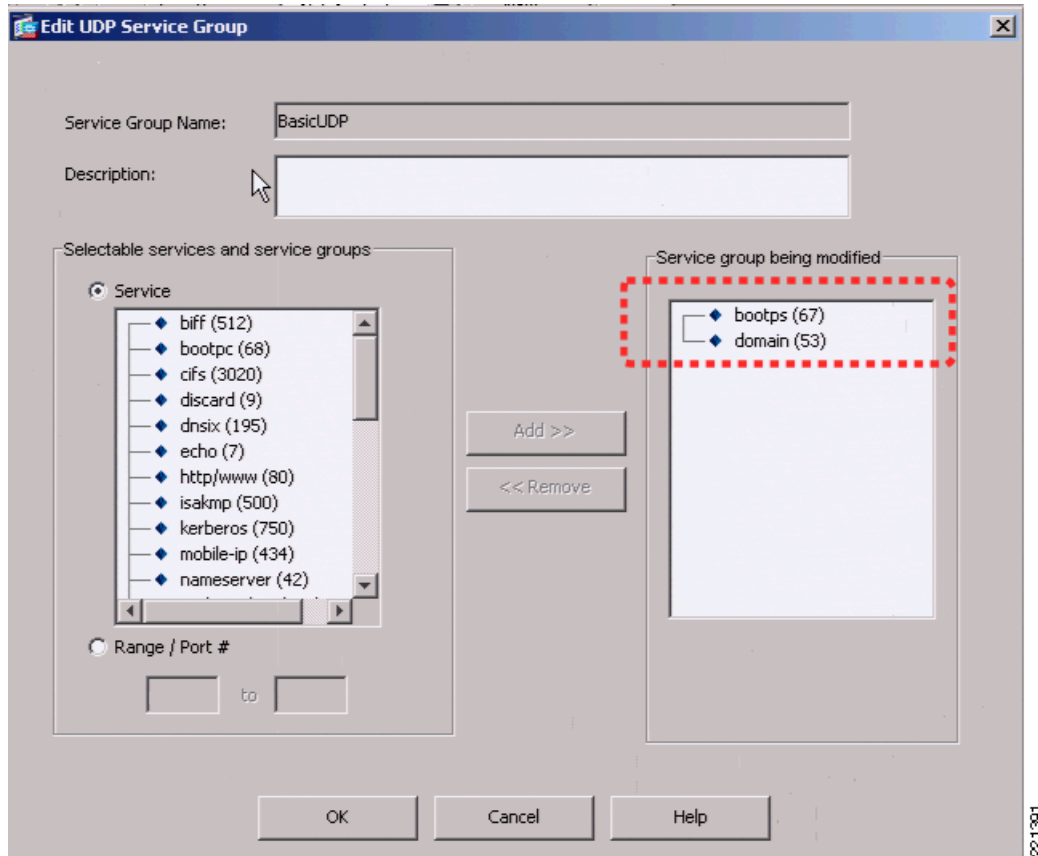 Edit UDP Service Group
Service Group Name:
BasicUDP
Description:
Selectable services and service groups
Service
biff (512)
bootpc (68)
cifs (3020)
discard (9)
dnsix (195)
echo (7)
http/www (80)
isakmp (500)
kerberos (750)
mobile-ip (434)
nameserver (42)
Range / Port #
to
Add >>
<< Remove
Service group being modified
bootps (67)
domain (53)
OK
Cancel
Help
221391